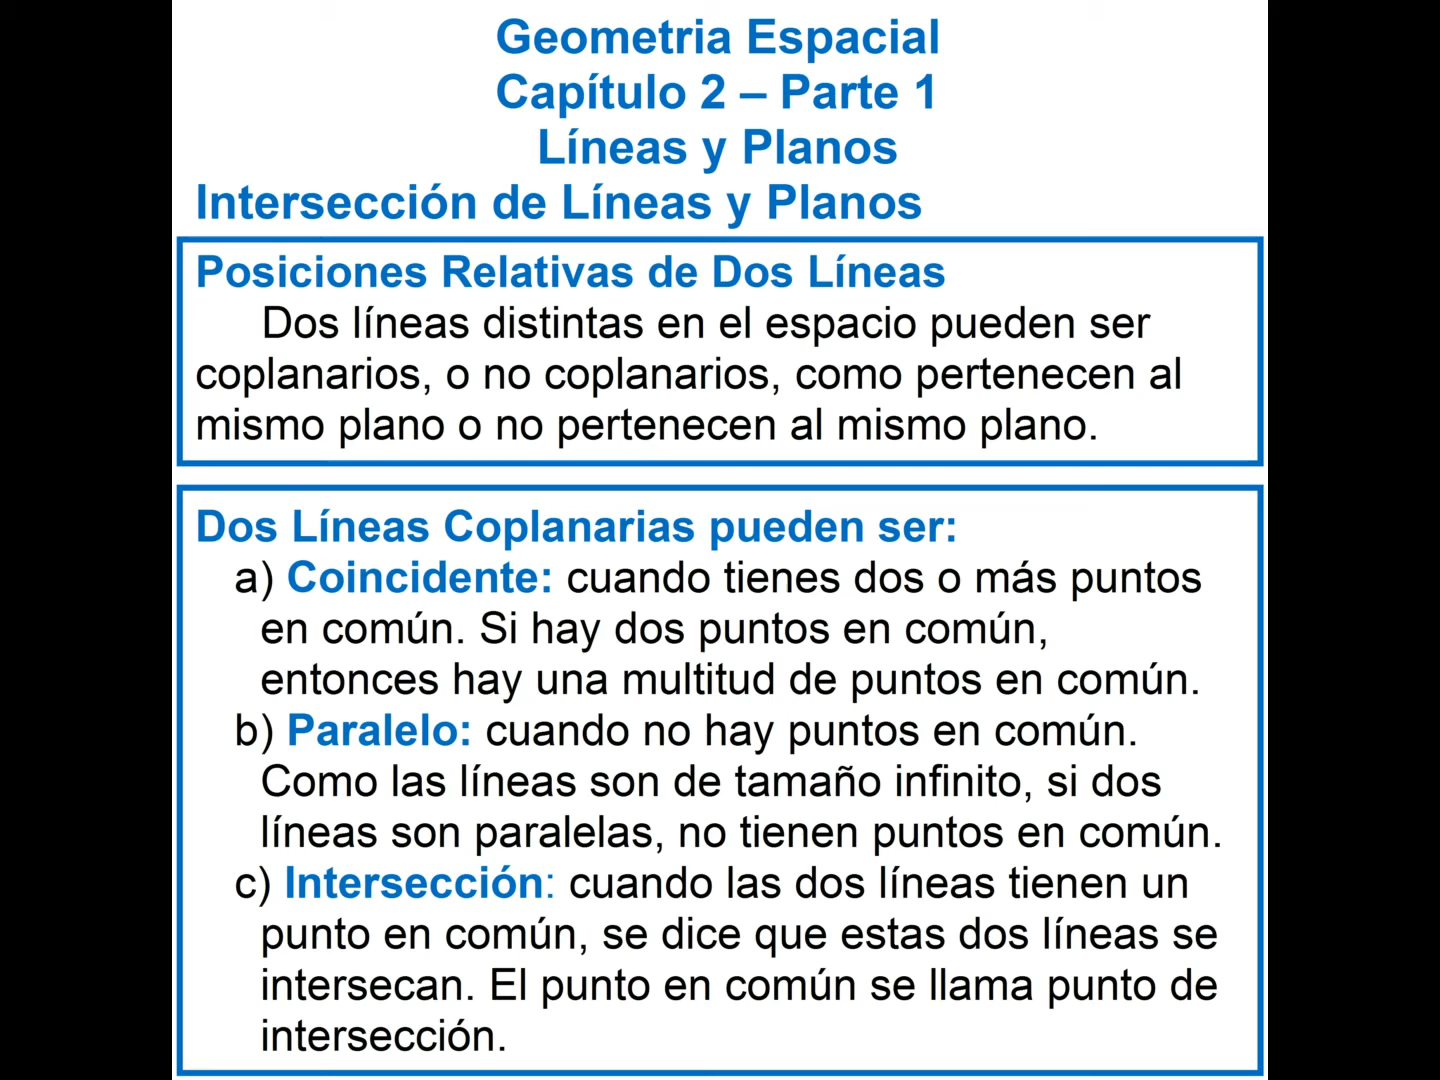 Geometria Espacial
Capítulo 2 – Parte 1
Líneas y Planos
Intersección de Líneas y Planos
Posiciones Relativas de Dos Líneas
Dos líneas distintas en el espacio pueden ser
coplanarios, o no coplanarios, como pertenecen al
mismo plano o no pertenecen al mismo plano.
Dos Líneas Coplanarias pueden ser:
a) Coincidente: cuando tienes dos o más puntos
en común. Si hay dos puntos en común,
entonces hay una multitud de puntos en común.
b) Paralelo: cuando no hay puntos en común.
Como las líneas son de tamaño infinito, si dos
líneas son paralelas, no tienen puntos en común.
c) Intersección: cuando las dos líneas tienen un
punto en común, se dice que estas dos líneas se
intersecan. El punto en común se llama punto de
intersección.